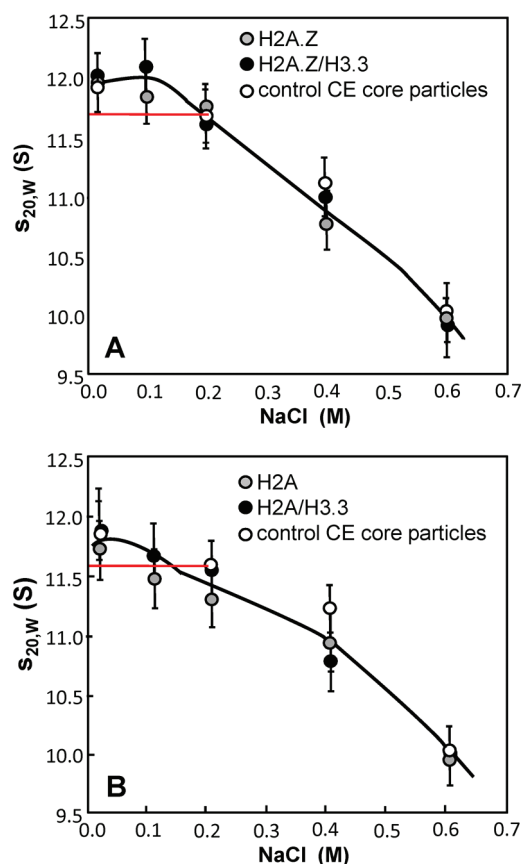 12.5
H2A.Z
H2A.Z/H3.3
control CE core particles
12.0
11.5
11.0
10.5
10.0
9.5
s20,W (S)
A
0.0 0.1 0.2 0.3 0.4 0.5 0.6 0.7
NaCl (M)
12.5
H2A
H2A/H3.3
control CE core particles
12.0
11.5
11.0
10.5
10.0
9.5
s20,W (S)
B
0.0 0.1 0.2 0.3 0.4 0.5 0.6 0.7
NaCl (M)